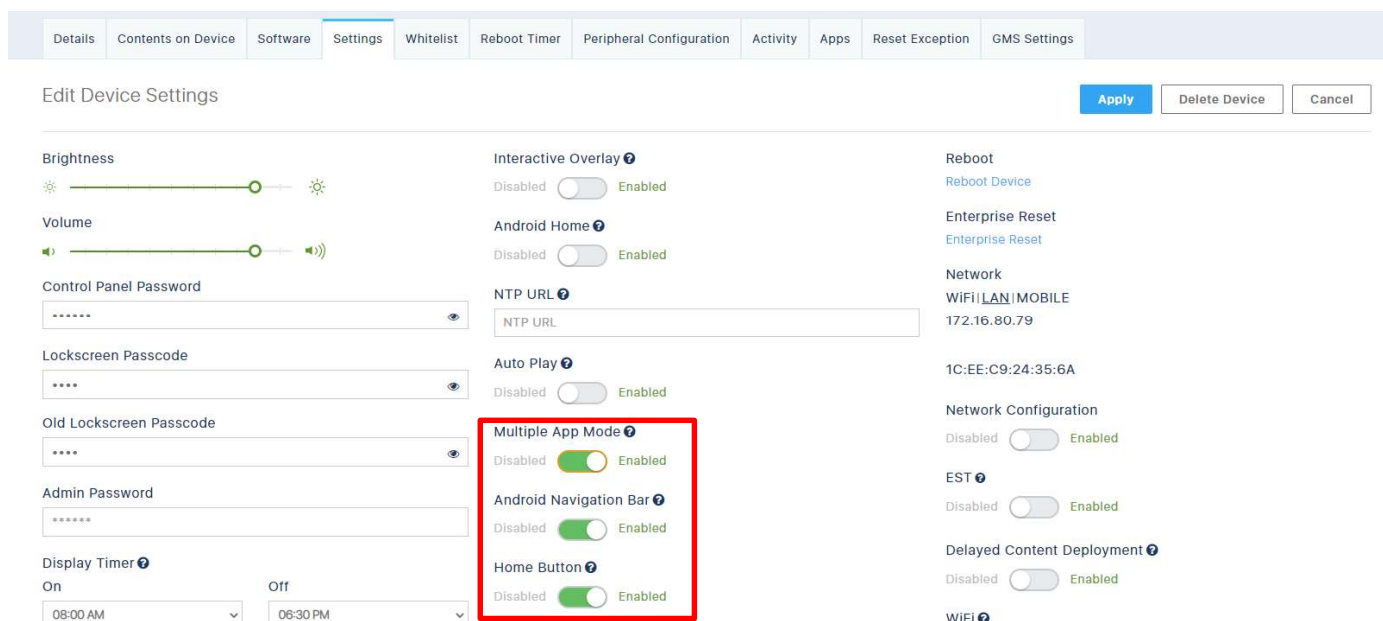 Details Contents on Device Software Settings Whitelist Reboot Timer Peripheral Configuration Activity Apps Reset Exception GMS Settings
Edit Device Settings
Apply Delete Device Cancel
Brightness
Volume
Control Panel Password
Lockscreen Passcode
Old Lockscreen Passcode
Admin Password
Display Timer
On Off
08:00 AM 06:30 PM
Interactive Overlay
Disabled Enabled
Android Home
Disabled Enabled
NTP URL
NTP URL
Auto Play
Disabled Enabled
Multiple App Mode
Disabled Enabled
Android Navigation Bar
Disabled Enabled
Home Button
Disabled Enabled
Reboot
Reboot Device
Enterprise Reset
Enterprise Reset
Network
WiFi|LAN|MOBILE
172.16.80.79
1C:EE:C9:24:35:6A
Network Configuration
Disabled Enabled
EST
Disabled Enabled
Delayed Content Deployment
Disabled Enabled
WiFi